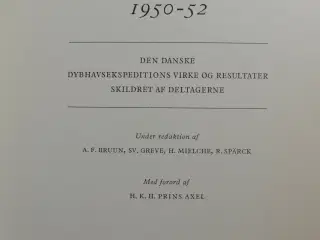 1950-52
DEN DANSKE
DYBHAVSEKSPEDITIONS VIRKE OG RESULTATER
SKILDRET AF DELTAGERNE
Under redaktion af
A. F. BRUUN, SV. GREVE, H. MIELCHE, R. SPÄRCK
Med forord af
H. K. H. PRINS AXEL